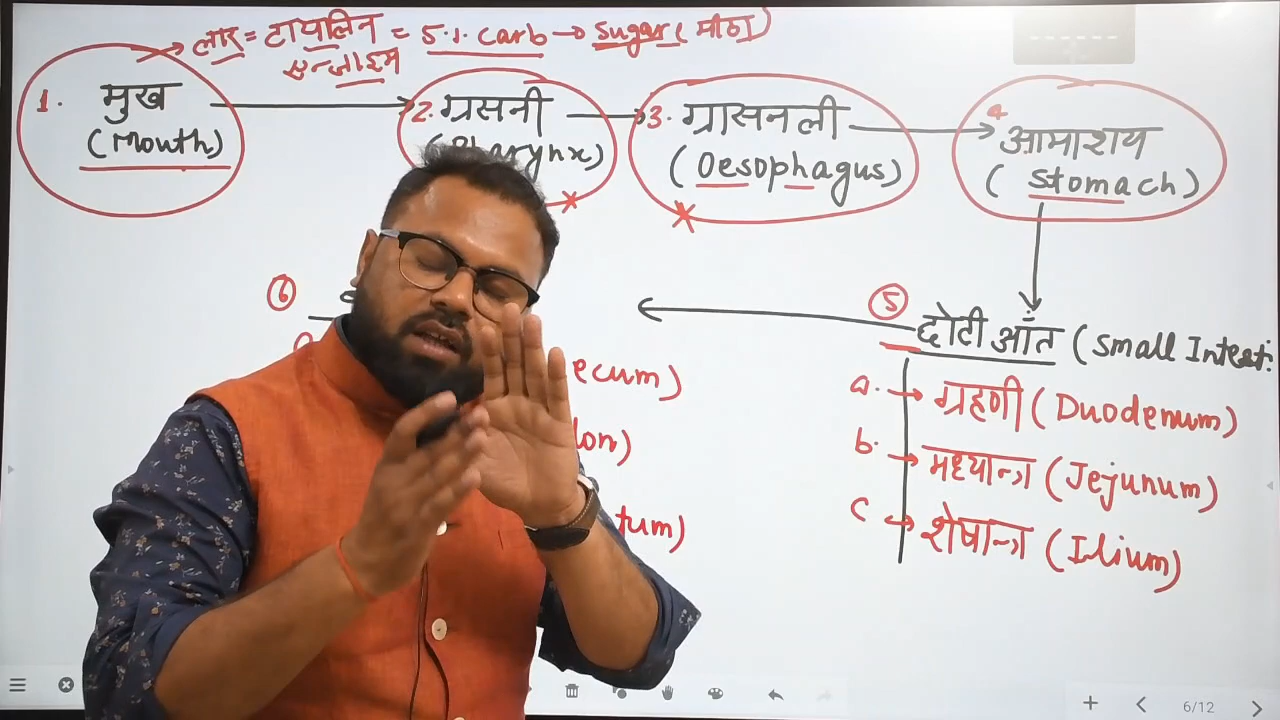 लार = टायालिन = 5.1. carb → sugar (मीठा)
एन्जाइम
1. मुख
(Mouth)
2. ग्रसनी
3. ग्रासनली
(Oesophagus)
4
आमाशय
(Stomach)
6
5
छोटी आँत (Small Intest
a. → ग्रहणी (Duodenum)
ecum)
b. → मध्यान्त्र (Jejunum)
lon)
c → शेषान्त्र (Ilium)
tum)
6/12